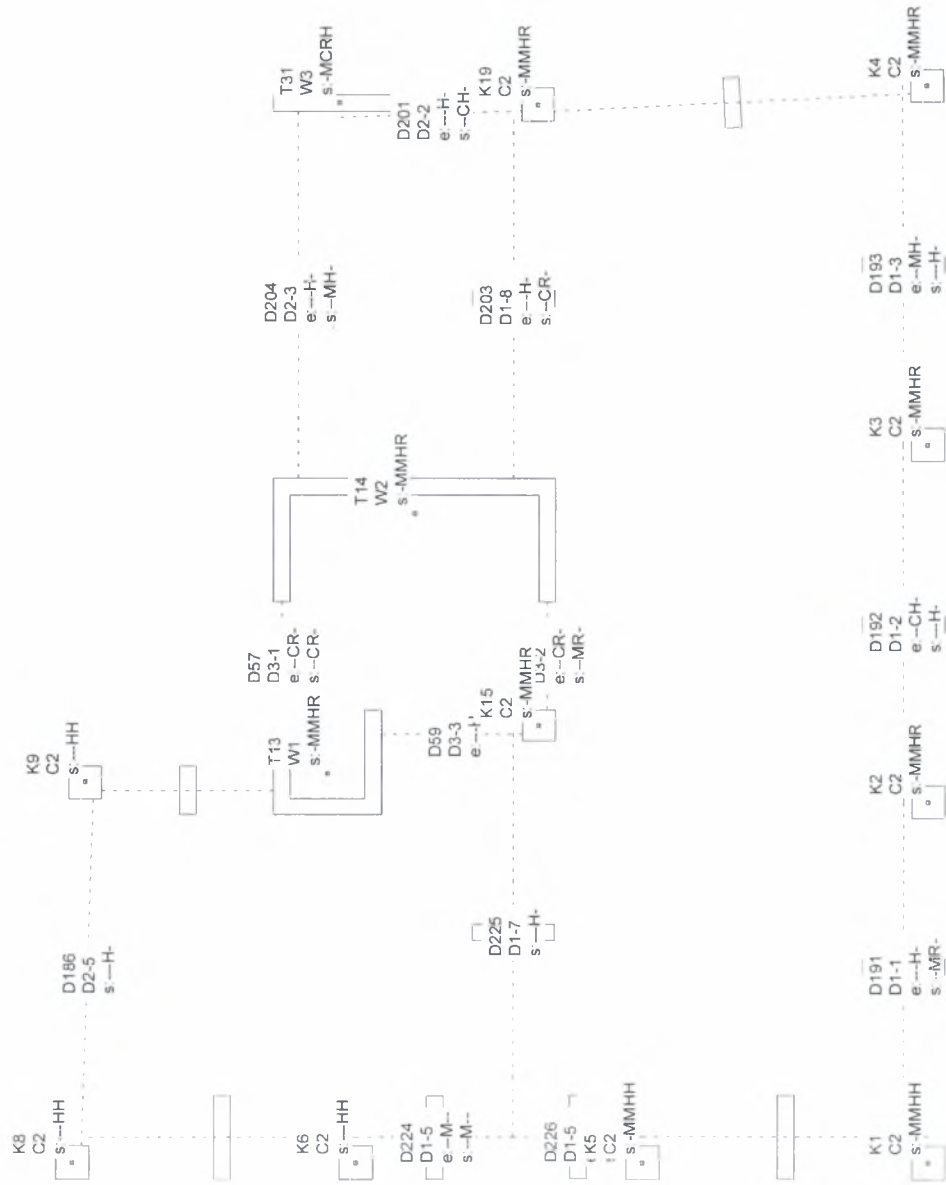 K8
C2
s:---HH
D186
D2-5
s:---H-
K9
C2
s:---HH
K6
C2
s:---HH
D224
D1-5
e:--M--
s:--M--
D226
D1-5
K5
C2
s:-MMHH
D225
D1-7
s:---H-
T13
W1
s:-MMHR
D57
D3-1
e:--CR-
s:--CR-
D59
D3-3
K15
C2
s:-MMHR
D3-2
e:--CR-
s:--MR-
T14
W2
s:-MMHR
D204
D2-3
e:---H-
s:--MH-
D203
D1-8
e:---H-
s:--CR-
T31
W3
s:-MCRH
D201
D2-2
e:---H-
s:--CH-
K19
C2
s:-MMHR
K1
C2
s:-MMHH
D191
D1-1
e:---H-
s:--MR-
K2
C2
s:-MMHR
D192
D1-2
e:--CH-
s:---H-
K3
C2
s:-MMHR
D193
D1-3
e:--MH-
s:---H-
K4
C2
s:-MMHR